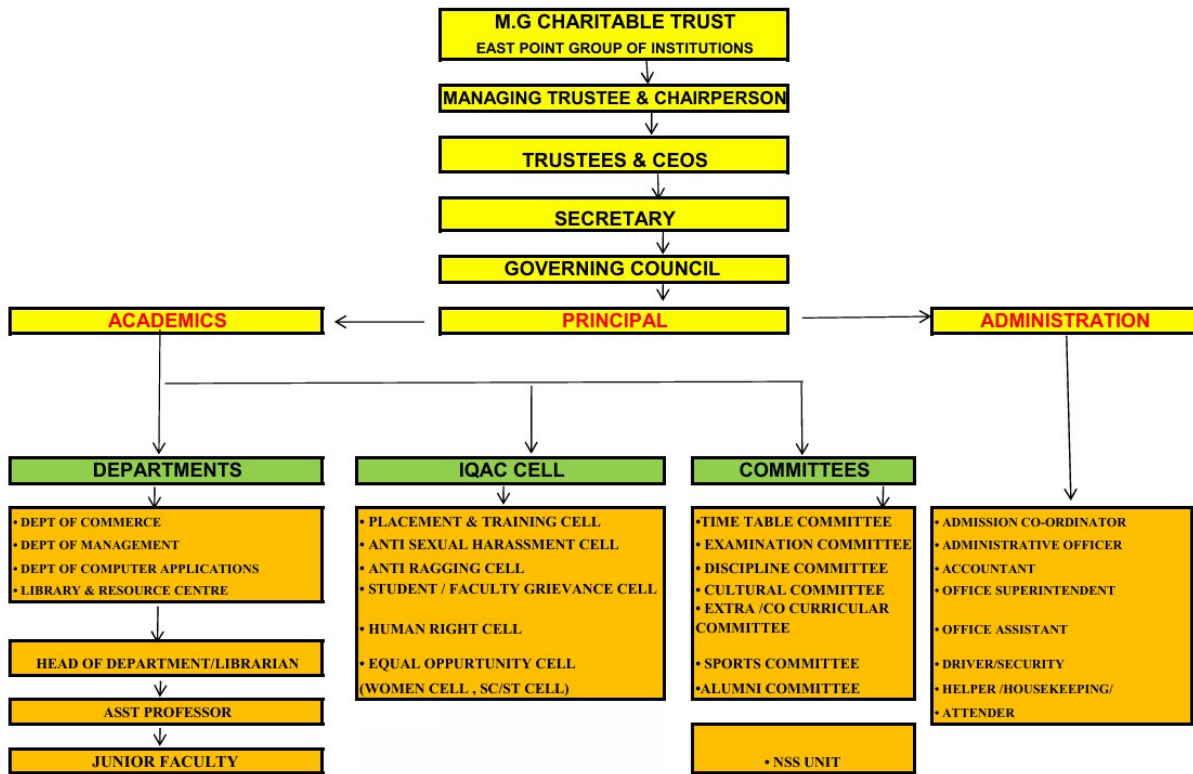 M.G CHARITABLE TRUST
EAST POINT GROUP OF INSTITUTIONS
MANAGING TRUSTEE & CHAIRPERSON
TRUSTEES & CEOS
SECRETARY
GOVERNING COUNCIL
ACADEMICS
PRINCIPAL
ADMINISTRATION
DEPARTMENTS
• DEPT OF COMMERCE
• DEPT OF MANAGEMENT
• DEPT OF COMPUTER APPLICATIONS
• LIBRARY & RESOURCE CENTRE
HEAD OF DEPARTMENT/LIBRARIAN
ASST PROFESSOR
JUNIOR FACULTY
IQAC CELL
• PLACEMENT & TRAINING CELL
• ANTI SEXUAL HARASSMENT CELL
• ANTI RAGGING CELL
• STUDENT / FACULTY GRIEVANCE CELL
• HUMAN RIGHT CELL
• EQUAL OPPURTUNITY CELL
(WOMEN CELL , SC/ST CELL)
COMMITTEES
•TIME TABLE COMMITTEE
• EXAMINATION COMMITTEE
• DISCIPLINE COMMITTEE
• CULTURAL COMMITTEE
• EXTRA /CO CURRICULAR
COMMITTEE
• SPORTS COMMITTEE
•ALUMNI COMMITTEE
• NSS UNIT
• ADMISSION CO-ORDINATOR
• ADMINISTRATIVE OFFICER
• ACCOUNTANT
• OFFICE SUPERINTENDENT
• OFFICE ASSISTANT
• DRIVER/SECURITY
• HELPER /HOUSEKEEPING/
• ATTENDER